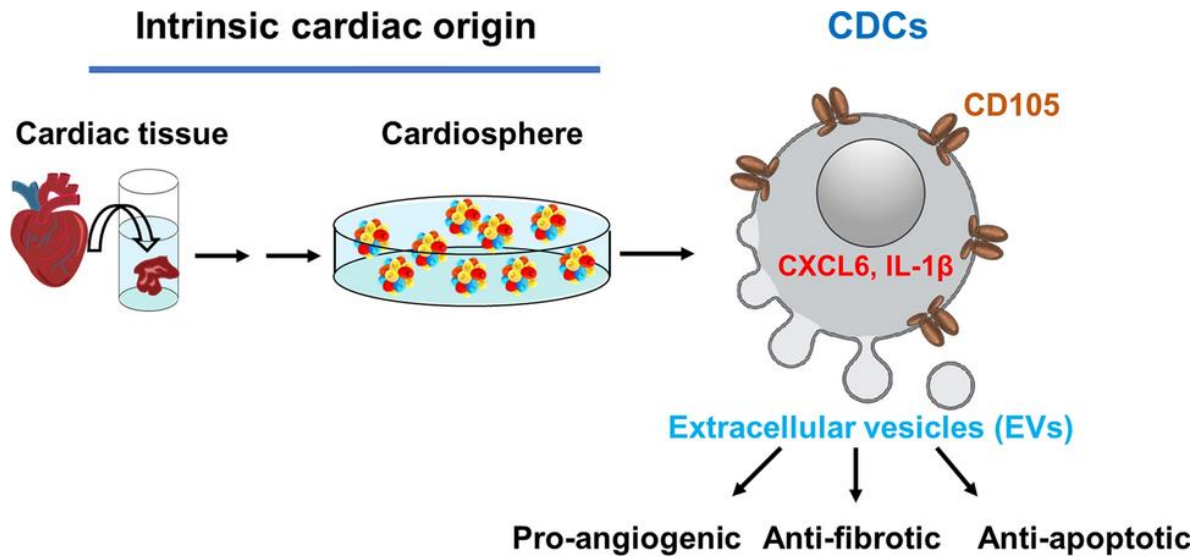 Intrinsic cardiac origin
CDCs
Cardiac tissue
Cardiosphere
CD105
CXCL6, IL-1β
Extracellular vesicles (EVs)
Pro-angiogenic
Anti-fibrotic
Anti-apoptotic